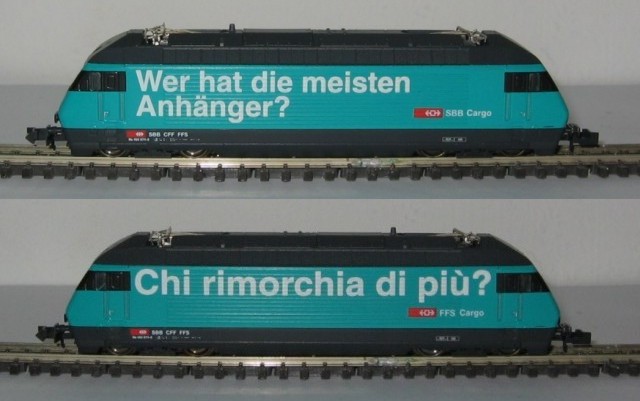 Wer hat die meisten
Anhänger?
SBB Cargo
SBB CFF FFS
Chi rimorchia di più?
FFS Cargo
SBB CFF FFS